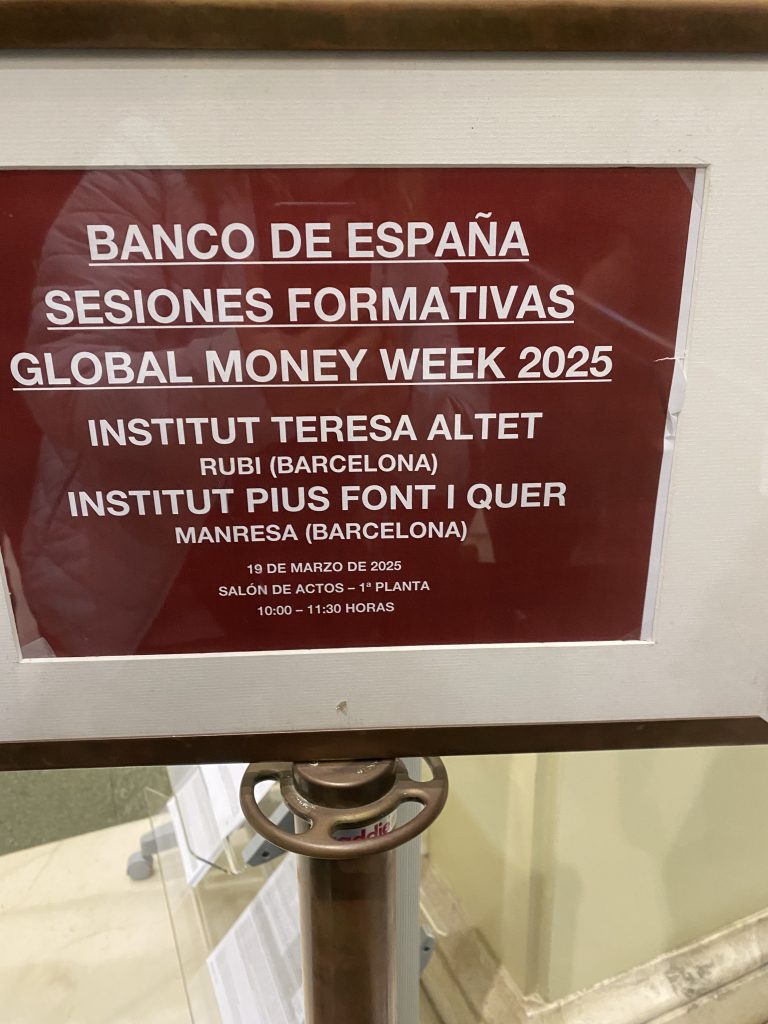 BANCO DE ESPAÑA
SESIONES FORMATIVAS
GLOBAL MONEY WEEK 2025
INSTITUT TERESA ALTET
RUBI (BARCELONA)
INSTITUT PIUS FONT I QUER
MANRESA (BARCELONA)
19 DE MARZO DE 2025
SALÓN DE ACTOS – 1ª PLANTA
10:00 – 11:30 HORAS